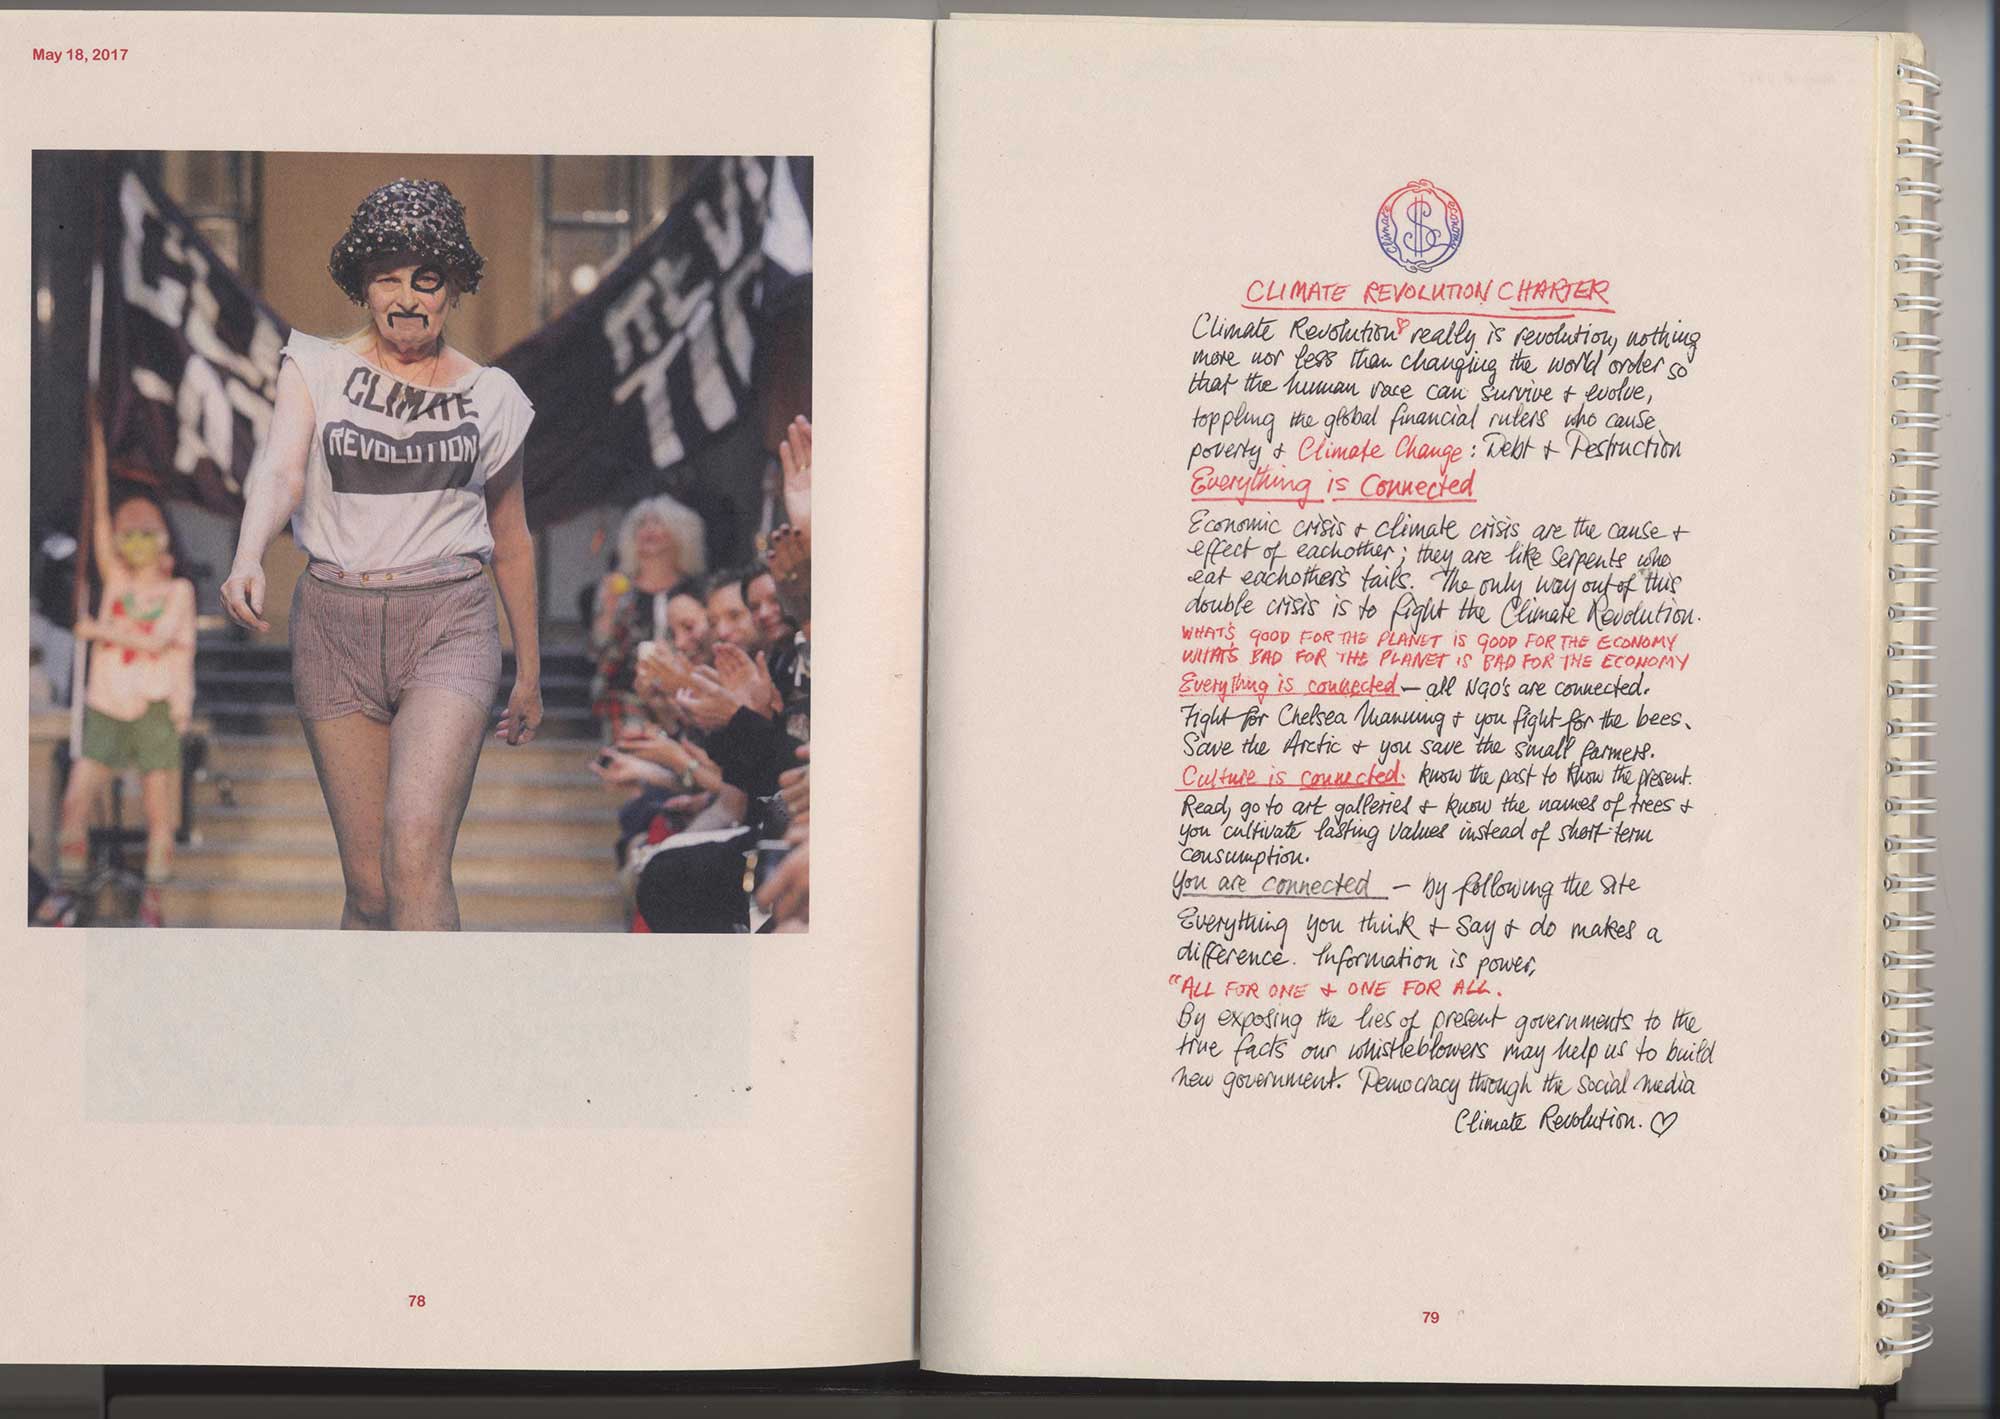 May 18, 2017
CLIMATE
REVOLUTION
78
Climate
$
CLIMATE REVOLUTION CHARTER
Climate Revolution really is revolution, nothing
more nor less than changing the world order so
that the human race can survive + evolve,
toppling the global financial rulers who cause
poverty + Climate Change: Debt + Destruction
Everything is Connected
Economic crisis + climate crisis are the cause +
effect of eachother; they are like serpents who
eat eachother's tails. The only way out of this
double crisis is to fight the Climate Revolution.
WHAT'S GOOD FOR THE PLANET IS GOOD FOR THE ECONOMY
WHAT'S BAD FOR THE PLANET IS BAD FOR THE ECONOMY
Everything is connected — all NGO's are connected.
Fight for Chelsea Manning + you fight for the bees.
Save the Arctic + you save the small farmers.
Culture is connected. Know the past to know the present.
Read, go to art galleries + know the names of trees +
you cultivate lasting values instead of short-term
consumption.
You are connected — by following the site
Everything you think + say + do makes a
difference. Information is power,
"ALL FOR ONE + ONE FOR ALL.
By exposing the lies of present governments to the
true facts our whistleblowers may help us to build
new government. Democracy through the social media
Climate Revolution. ♡
79